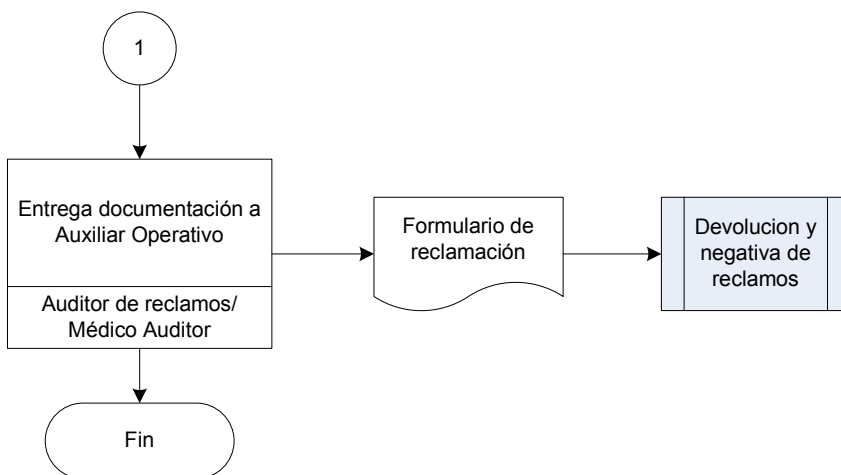 1
Entrega documentación a
Auxiliar Operativo
Auditor de reclamos/
Médico Auditor
Formulario de
reclamación
Devolucion y
negativa de
reclamos
Fin